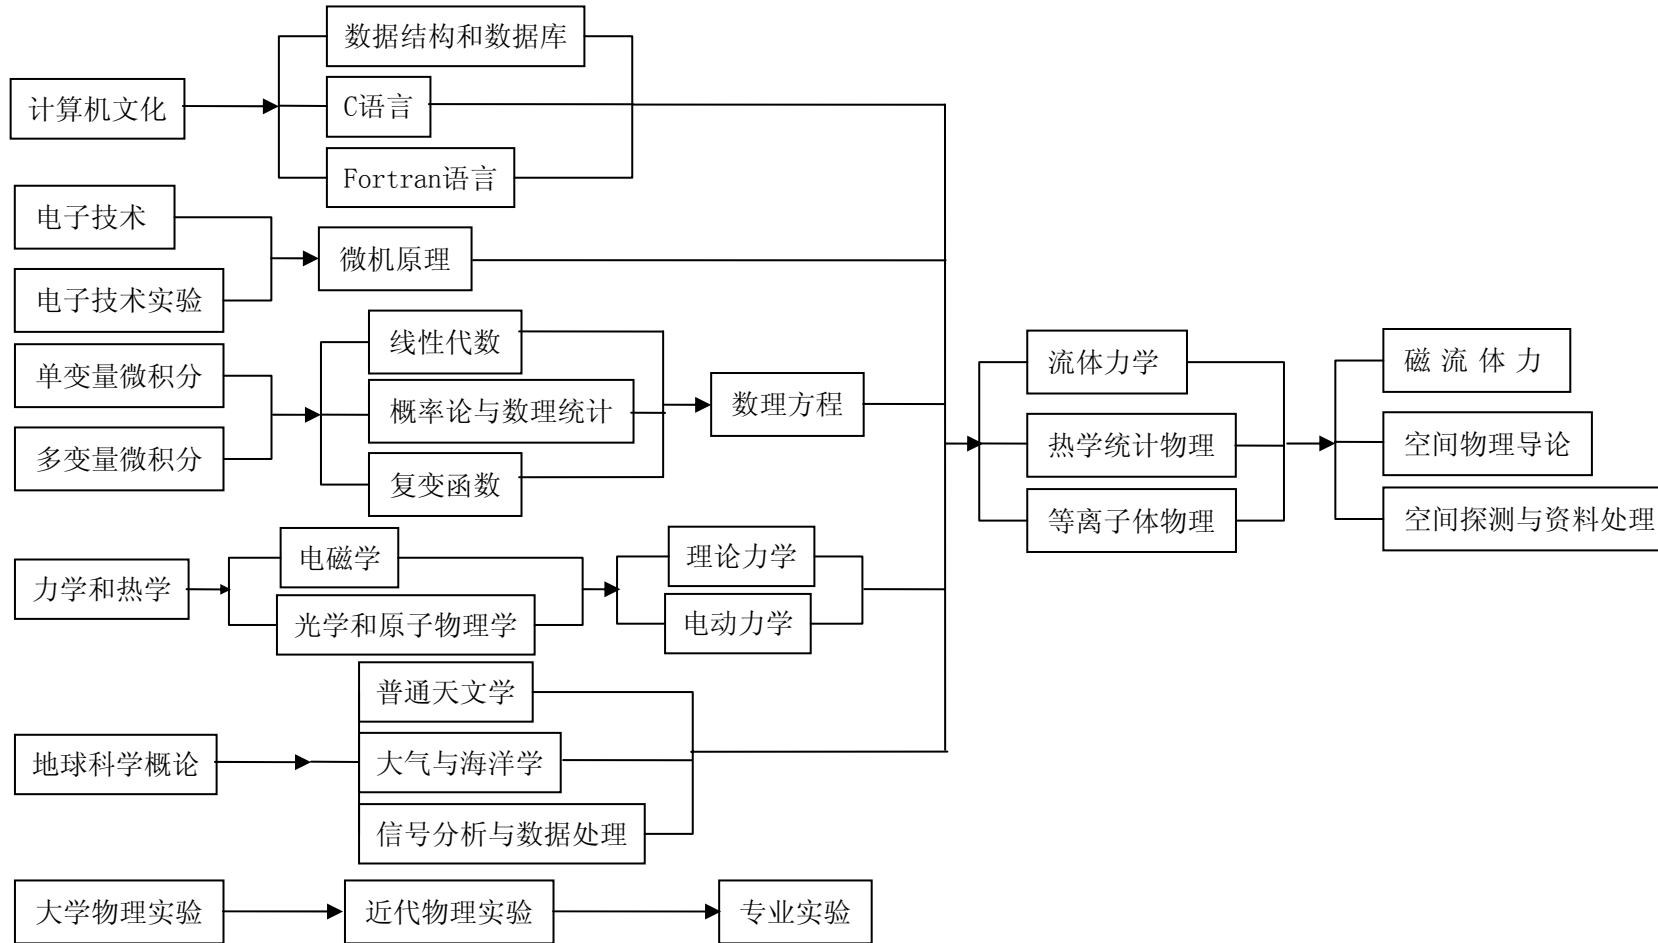 数据结构和数据库
计算机文化
C语言
Fortran语言
电子技术
微机原理
电子技术实验
线性代数
单变量微积分
概率论与数理统计
数理方程
多变量微积分
复变函数
流体力学
磁 流 体 力
热学统计物理
空间物理导论
等离子体物理
空间探测与资料处理
电磁学
理论力学
力学和热学
光学和原子物理学
电动力学
普通天文学
地球科学概论
大气与海洋学
信号分析与数据处理
大学物理实验
近代物理实验
专业实验